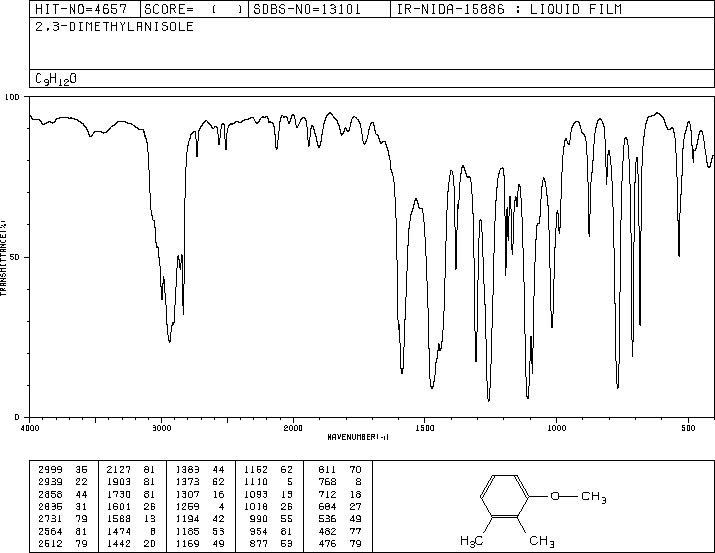 HIT-NO=4657 SCORE= ( ) SDBS-NO=13101 IR-NIDA-15886 : LIQUID FILM
2,3-DIMETHYLANISOLE
C9H12O
100
50
0
TRANSMITTANCE(%)
4000 3000 2000 1500 1000 500
WAVENUMBER(-1)
2999 35 2127 81 1383 44 1162 62 811 70
2939 22 1903 81 1373 62 1110 5 768 8
2858 44 1730 81 1307 16 1093 13 712 18
2835 31 1601 26 1259 4 1018 26 684 27
2731 79 1588 13 1194 42 990 55 536 49
2564 81 1474 8 1185 53 954 81 482 77
2512 79 1442 20 1169 49 877 53 476 79
O CH3
H3C CH3